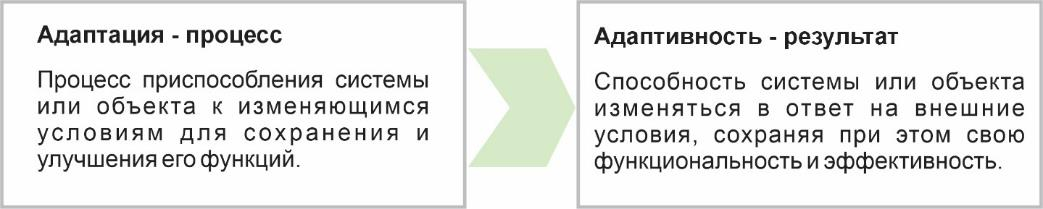 Адаптация - процесс
Процесс приспособления системы
или объекта к изменяющимся
условиям для сохранения и
улучшения его функций.
Адаптивность - результат
Способность системы или объекта
изменяться в ответ на внешние
условия, сохраняя при этом свою
функциональность и эффективность.